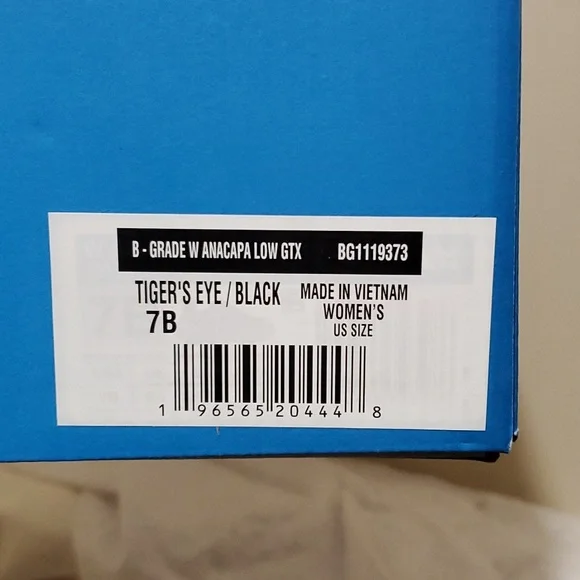 B - GRADE W ANACAPA LOW GTX BG1119373
TIGER'S EYE / BLACK MADE IN VIETNAM
7B WOMEN'S
US SIZE
1 96565 20444 8